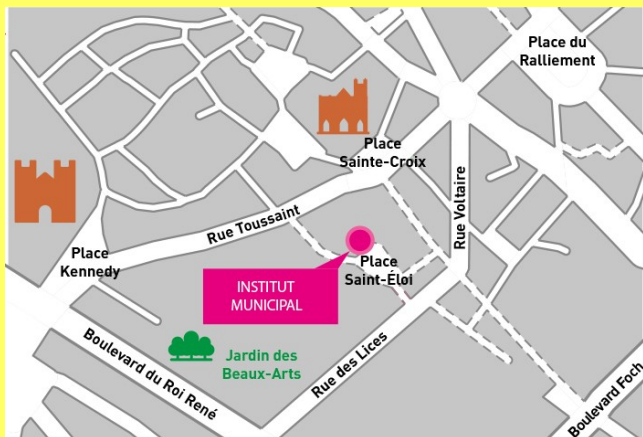 Place du
Ralliement
Place
Sainte-Croix
Rue Voltaire
Rue Toussaint
Place
Kennedy
Place
Saint-Éloi
INSTITUT
MUNICIPAL
Jardin des
Beaux-Arts
Rue des Lices
Boulevard du Roi René
Boulevard Foch